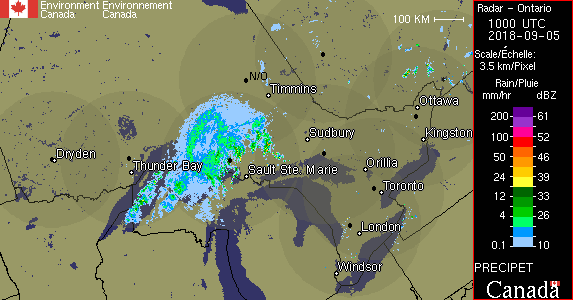 Environment Environnement
Canada Canada
100 KM
N/O
Timmins
Ottawa
Sudbury
Kingston
Dryden
Thunder Bay
Sault Ste. Marie
Orillia
Toronto
London
Windsor
Radar - Ontario
1000 UTC
2018-09-05
Scale/Échelle:
3.5 km/Pixel
Rain/Pluie
mm/hr dBZ
200 61
100 52
50 46
24 39
12 33
4 26
0.1 10
PRECIPET
Canada